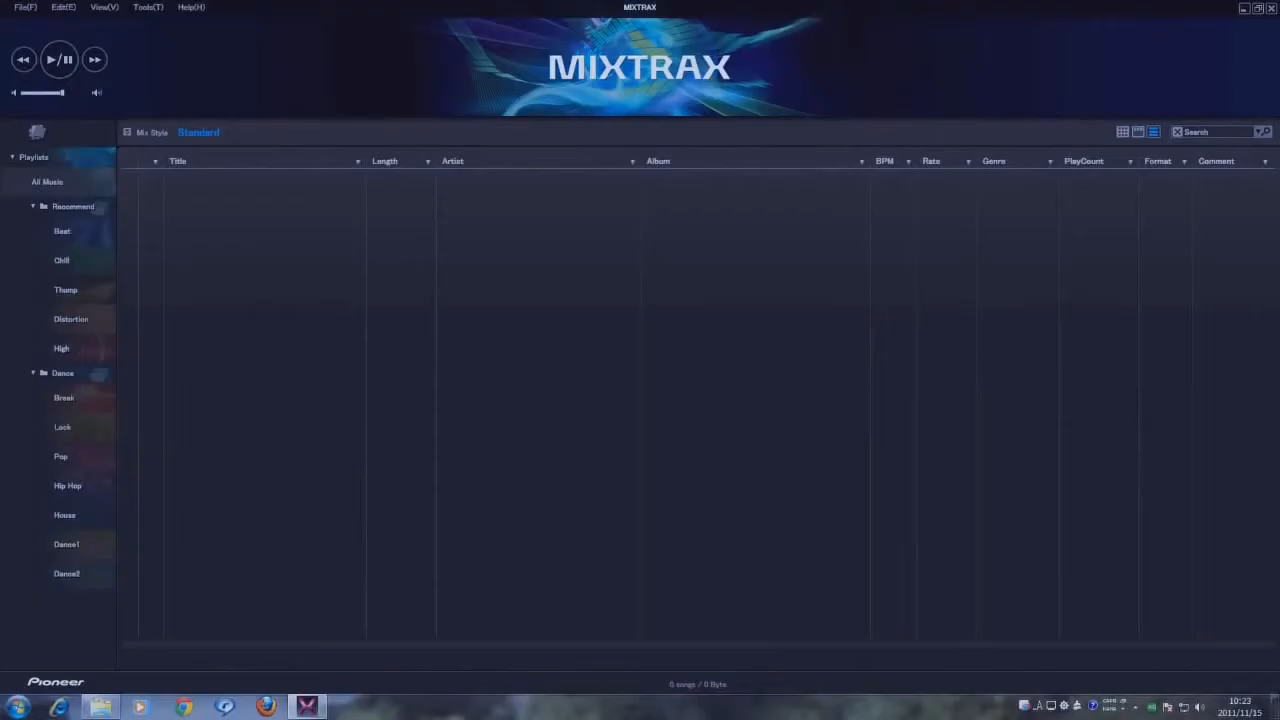 File(F) Edit(E) View(V) Tools(T) Help(H)
MIXTRAX
MIXTRAX
Mix Style Standard
Search
Playlists
Title Length Artist Album BPM Rate Genre PlayCount Format Comment
All Music
Recommend
Beat
Chill
Thump
Distortion
High
Dance
Break
Lock
Pop
Hip Hop
House
Dance1
Dance2
Pioneer
0 songs / 0 Byte
10:23
2011/11/15